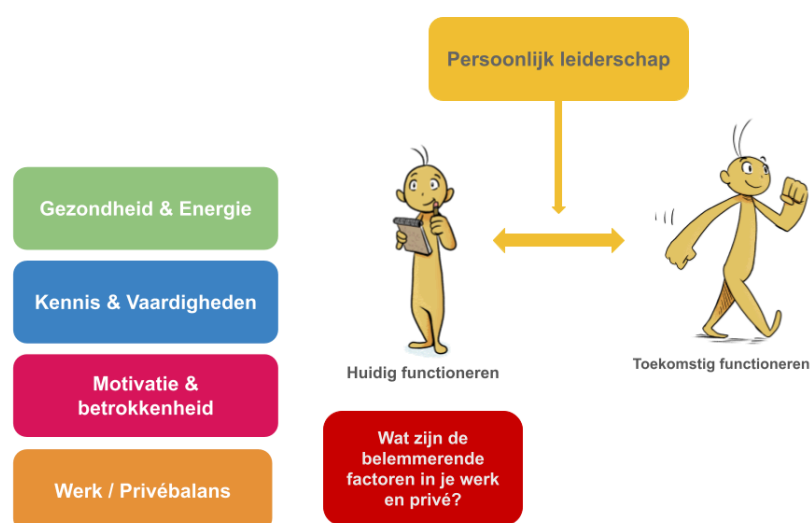 Persoonlijk leiderschap
Gezondheid & Energie
Kennis & Vaardigheden
Motivatie &
betrokkenheid
Werk / Privébalans
Huidig functioneren
Toekomstig functioneren
Wat zijn de
belemmerende
factoren in je werk
en privé?